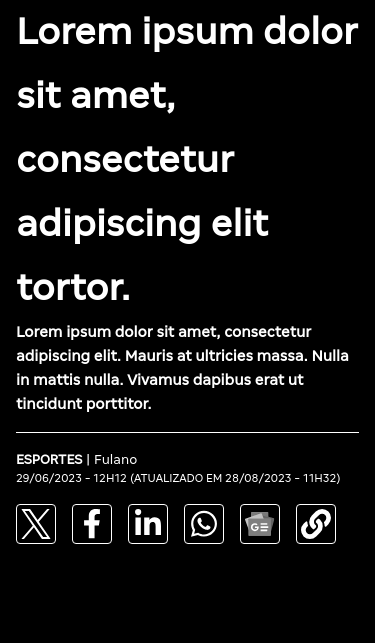 Lorem ipsum dolor
sit amet,
consectetur
adipiscing elit
tortor.
Lorem ipsum dolor sit amet, consectetur
adipiscing elit. Mauris at ultricies massa. Nulla
in mattis nulla. Vivamus dapibus erat ut
tincidunt porttitor.
ESPORTES | Fulano
29/06/2023 - 12H12 (ATUALIZADO EM 28/08/2023 - 11H32)